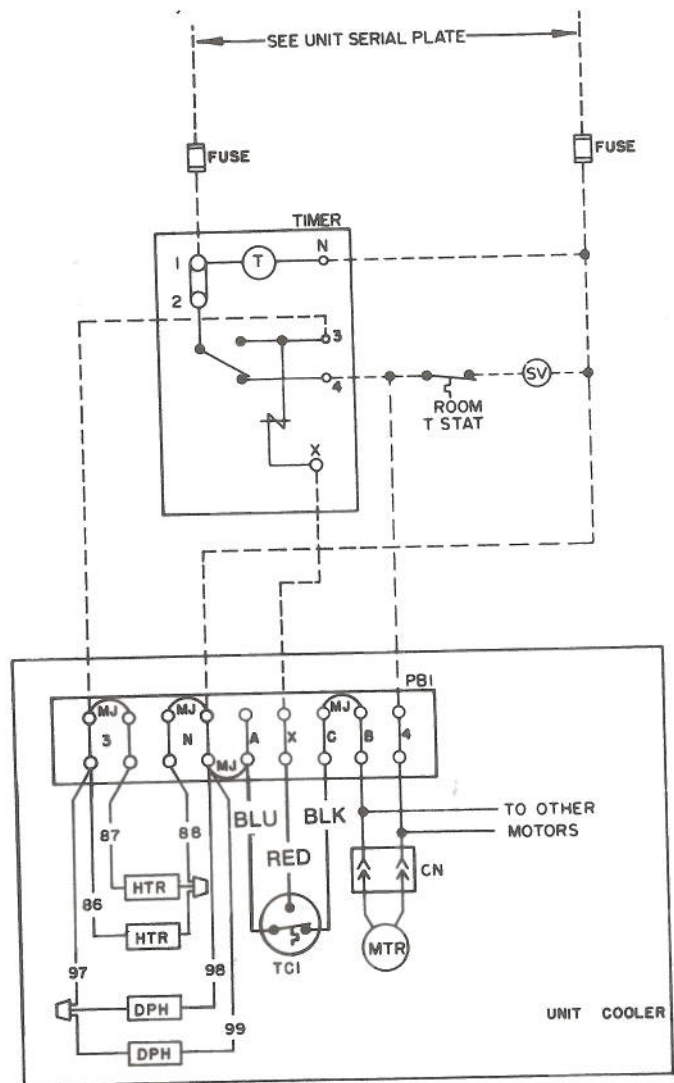 SEE UNIT SERIAL PLATE
FUSE
FUSE
TIMER
N
1
T
2
3
4
SV
ROOM
T STAT
X
PB1
MJ
MJ
MJ
3
N
A
X
C
B
4
MJ
BLU
BLK
TO OTHER
MOTORS
87
88
RED
CN
HTR
86
HTR
MTR
97
98
TC1
DPH
99
UNIT COOLER
DPH